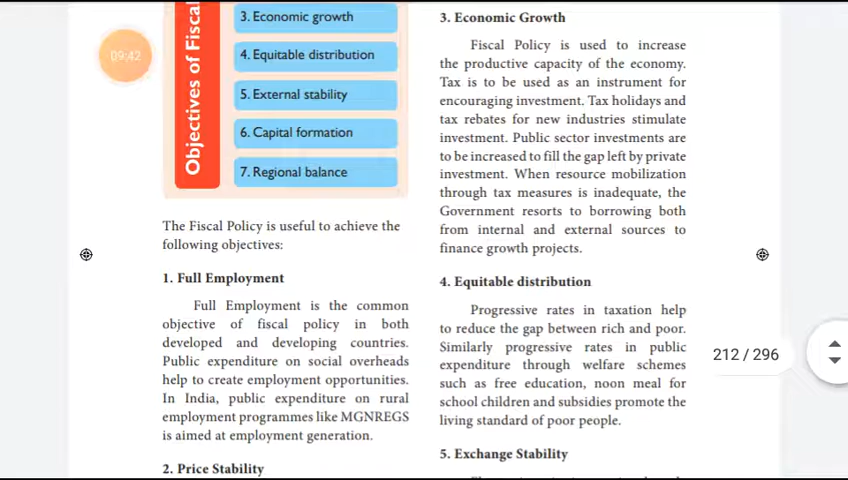 Objectives of Fiscal
3. Economic growth
4. Equitable distribution
5. External stability
6. Capital formation
7. Regional balance
09:42
The Fiscal Policy is useful to achieve the
following objectives:
1. Full Employment
Full Employment is the common
objective of fiscal policy in both
developed and developing countries.
Public expenditure on social overheads
help to create employment opportunities.
In India, public expenditure on rural
employment programmes like MGNREGS
is aimed at employment generation.
2. Price Stability
3. Economic Growth
Fiscal Policy is used to increase
the productive capacity of the economy.
Tax is to be used as an instrument for
encouraging investment. Tax holidays and
tax rebates for new industries stimulate
investment. Public sector investments are
to be increased to fill the gap left by private
investment. When resource mobilization
through tax measures is inadequate, the
Government resorts to borrowing both
from internal and external sources to
finance growth projects.
4. Equitable distribution
Progressive rates in taxation help
to reduce the gap between rich and poor.
Similarly progressive rates in public
expenditure through welfare schemes
such as free education, noon meal for
school children and subsidies promote the
living standard of poor people.
5. Exchange Stability
212 / 296